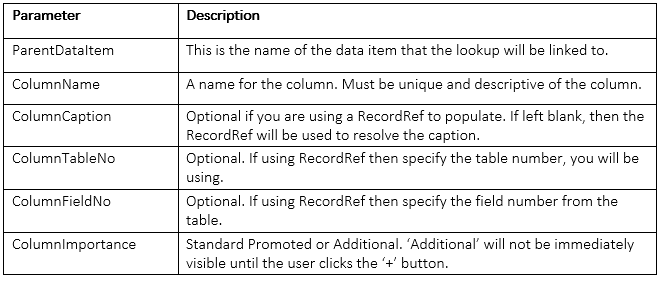 Parameter Description
ParentDataItem This is the name of the data item that the lookup will be linked to.
ColumnName A name for the column. Must be unique and descriptive of the column.
ColumnCaption Optional if you are using a RecordRef to populate. If left blank, then the
RecordRef will be used to resolve the caption.
ColumnTableNo Optional. If using RecordRef then specify the table number, you will be
using.
ColumnFieldNo Optional. If using RecordRef then specify the field number from the
table.
ColumnImportance Standard Promoted or Additional. ‘Additional’ will not be immediately
visible until the user clicks the ‘+’ button.